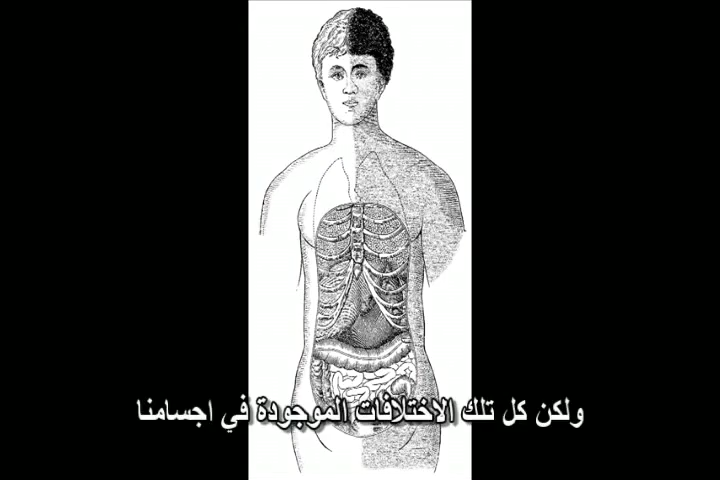 ولكن كل تلك الاختلافات الموجودة في اجسامنا